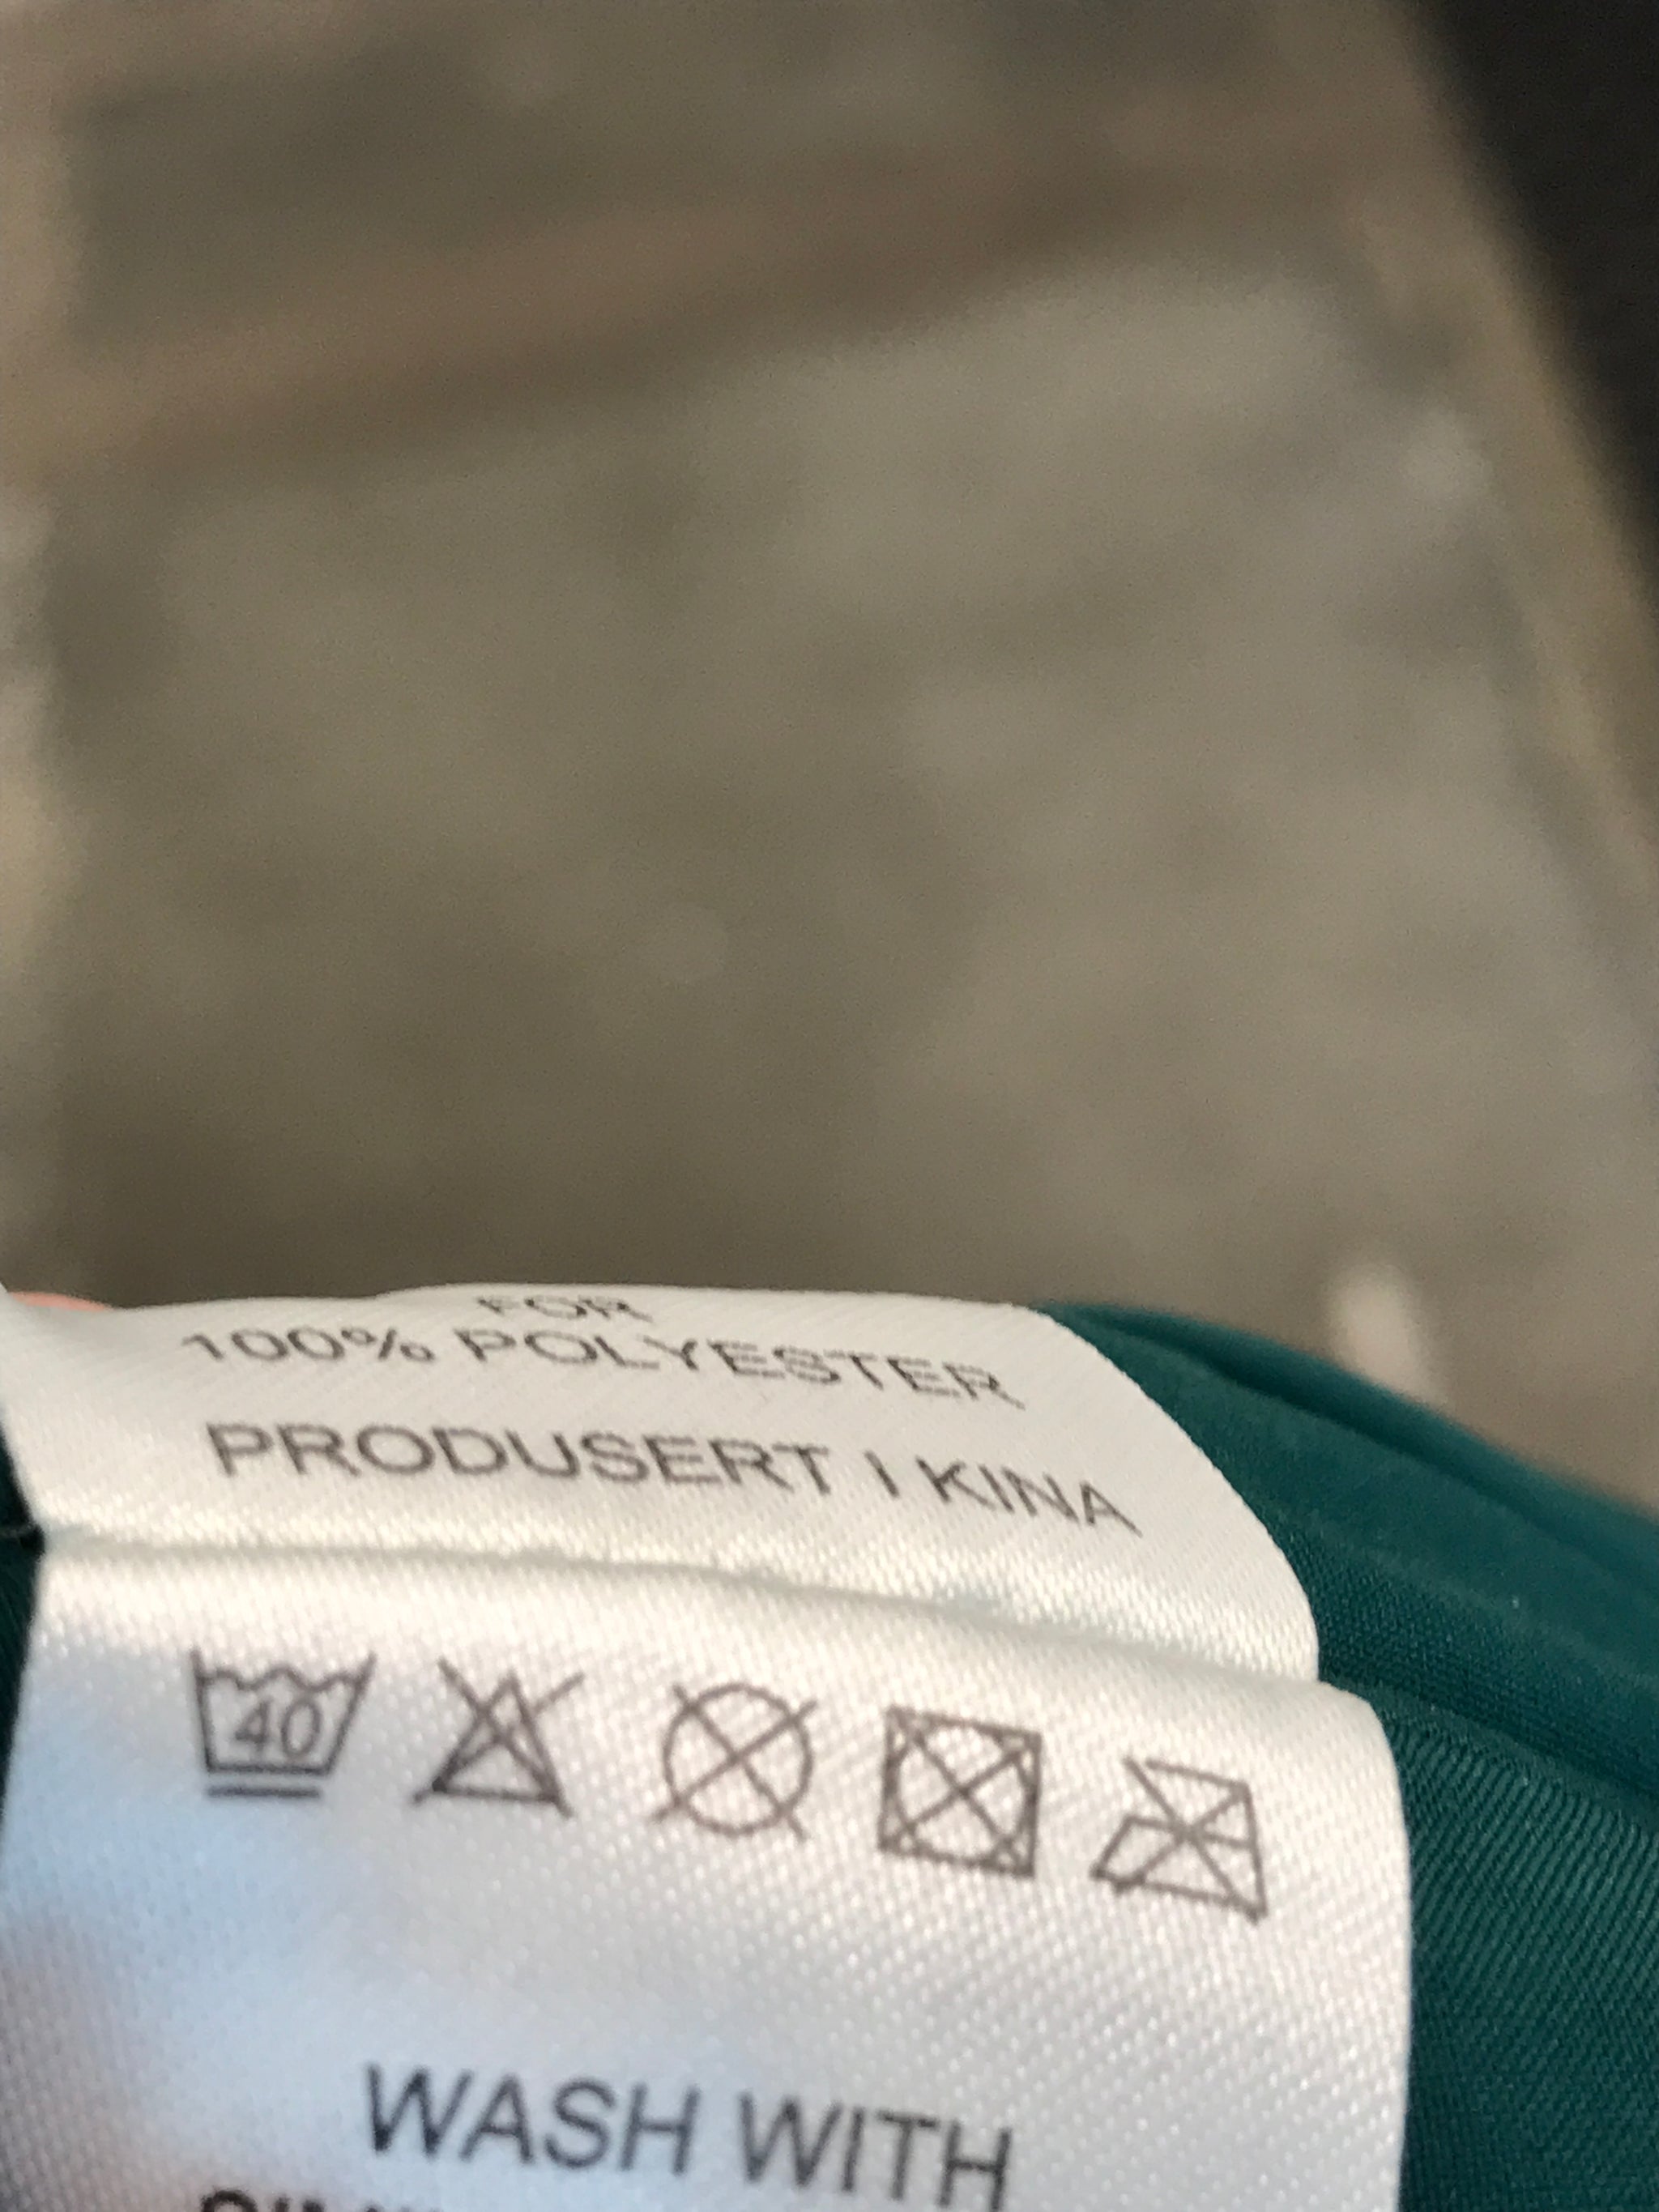 FOR
100% POLYESTER
PRODUSERT I KINA
40
WASH WITH